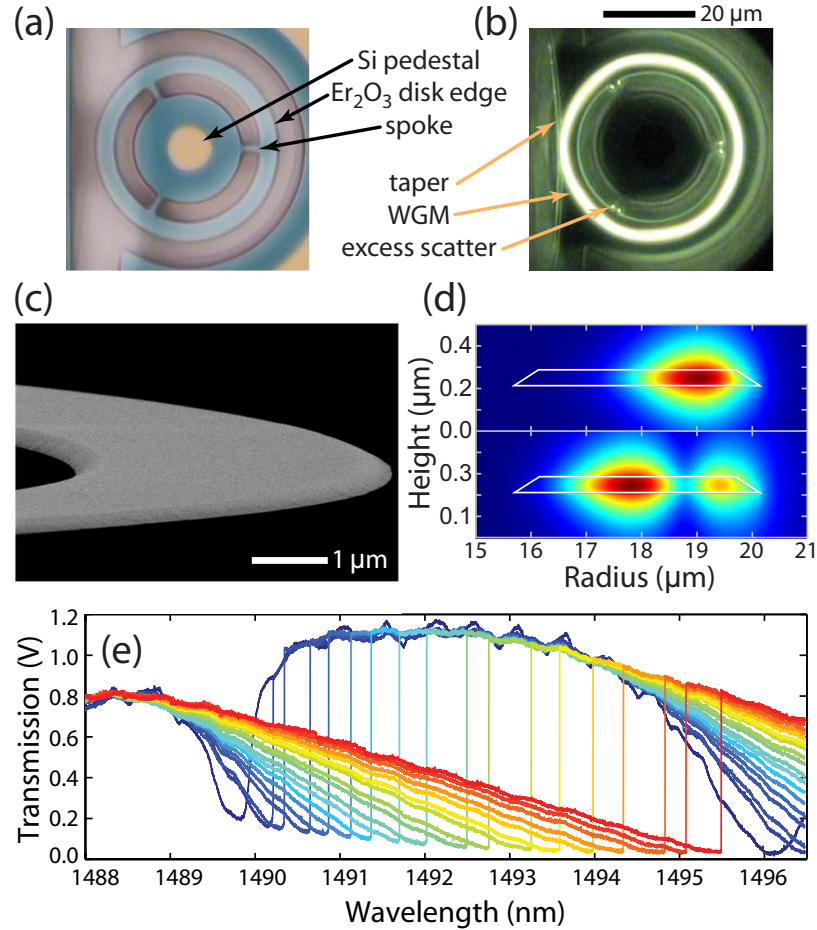 (a)
(b)
20 µm
Si pedestal
Er2O3 disk edge
spoke
taper
WGM
excess scatter
(c)
1 µm
(d)
Height (µm)
0.4
0.2
0.0
0.3
0.1
15 16 17 18 19 20 21
Radius (µm)
(e)
Transmission (V)
1.2
1.0
0.8
0.6
0.4
0.2
0.0
1488 1489 1490 1491 1492 1493 1494 1495 1496
Wavelength (nm)